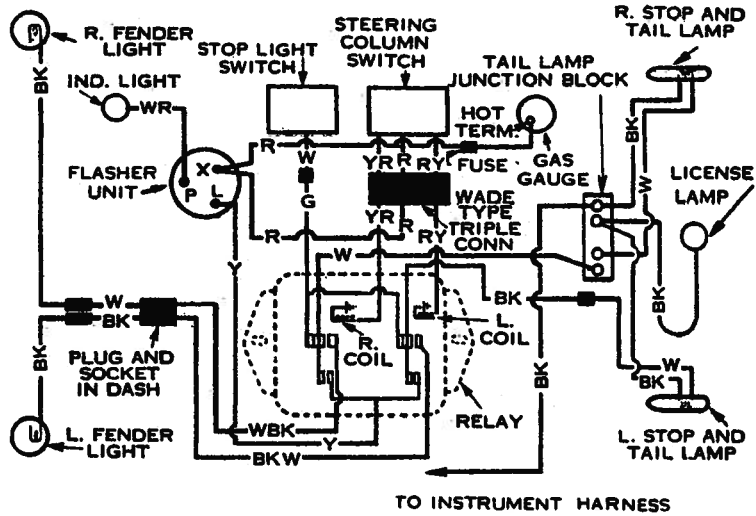 R. FENDER
LIGHT
STOP LIGHT
SWITCH
STEERING
COLUMN
SWITCH
TAIL LAMP
JUNCTION BLOCK
R. STOP AND
TAIL LAMP
BK
IND. LIGHT
WR
HOT
TERM.
BK
R
W
YR
R
RY
FUSE
GAS
GAUGE
FLASHER
UNIT
X
P
L
G
YR
R
RY
WADE
TYPE
TRIPLE
CONN
W
LICENSE
LAMP
R
W
Y
BK
BK
W
BK
PLUG AND
SOCKET
IN DASH
R.
COIL
L.
COIL
BK
BK
W
BK
RELAY
WBK
Y
BKW
L. FENDER
LIGHT
L. STOP AND
TAIL LAMP
TO INSTRUMENT HARNESS